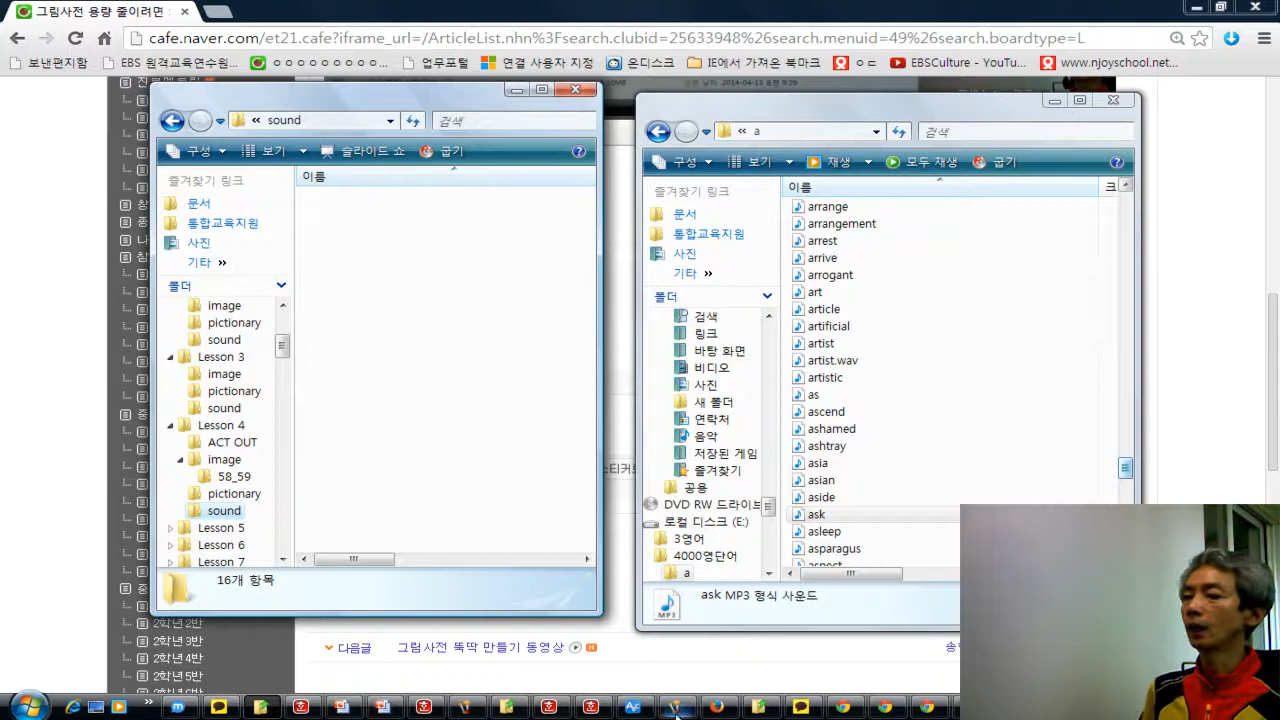 그림사전 용량 줄이려면
cafe.naver.com/et21.cafe?iframe_url=/ArticleList.nhn%3Fsearch.clubid=25633948%26search.menuid=49%26search.boardtype=L
보낸편지함
EBS 원격교육연수원...
ㅇ ㅇ ㅇ ㅇ ㅇ ㅇ ㅇ ㅇ
업무포털
연결 사용자 지정
온디스크
IE에서 가져온 북마크
ㅇㄷ
EBSCulture - YouTu...
www.njoyschool.net...
« sound
검색
구성
보기
슬라이드 쇼
굽기
즐겨찾기 링크
문서
통합교육지원
사진
기타 »
폴더
image
pictionary
sound
Lesson 3
image
pictionary
sound
Lesson 4
ACT OUT
image
58_59
pictionary
sound
Lesson 5
Lesson 6
Lesson 7
이름
16개 항목
« a
검색
구성
보기
재생
모두 재생
굽기
즐겨찾기 링크
문서
통합교육지원
사진
기타 »
폴더
검색
링크
바탕 화면
비디오
사진
새 폴더
연락처
음악
저장된 게임
즐겨찾기
공용
DVD RW 드라이브
로컬 디스크 (E:)
3영어
4000영단어
a
이름
arrange
arrangement
arrest
arrive
arrogant
art
article
artificial
artist
artist.wav
artistic
as
ascend
ashamed
ashtray
asia
asian
aside
ask
asleep
asparagus
aspect
ask MP3 형식 사운드
MP3
다음글
그림사전 뚝딱 만들기 동영상
2학년 2반
2학년 3반
2학년 4반
2학년 5반